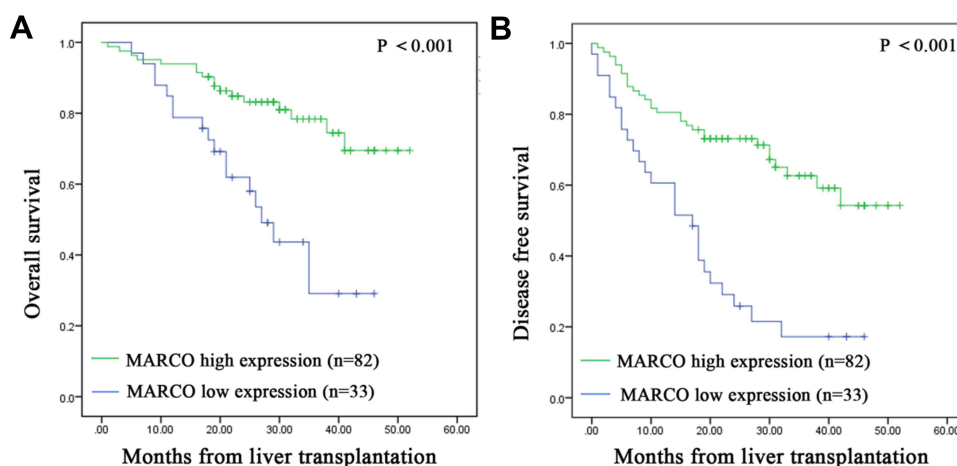 A
P < 0.001
Overall survival
1.0
0.8
0.6
0.4
0.2
0.0
MARCO high expression (n=82)
MARCO low expression (n=33)
.00 10.00 20.00 30.00 40.00 50.00 60.00
Months from liver transplantation
B
P < 0.001
Disease free survival
1.0
0.8
0.6
0.4
0.2
0.0
MARCO high expression (n=82)
MARCO low expression (n=33)
.00 10.00 20.00 30.00 40.00 50.00 60.00
Months from liver transplantation